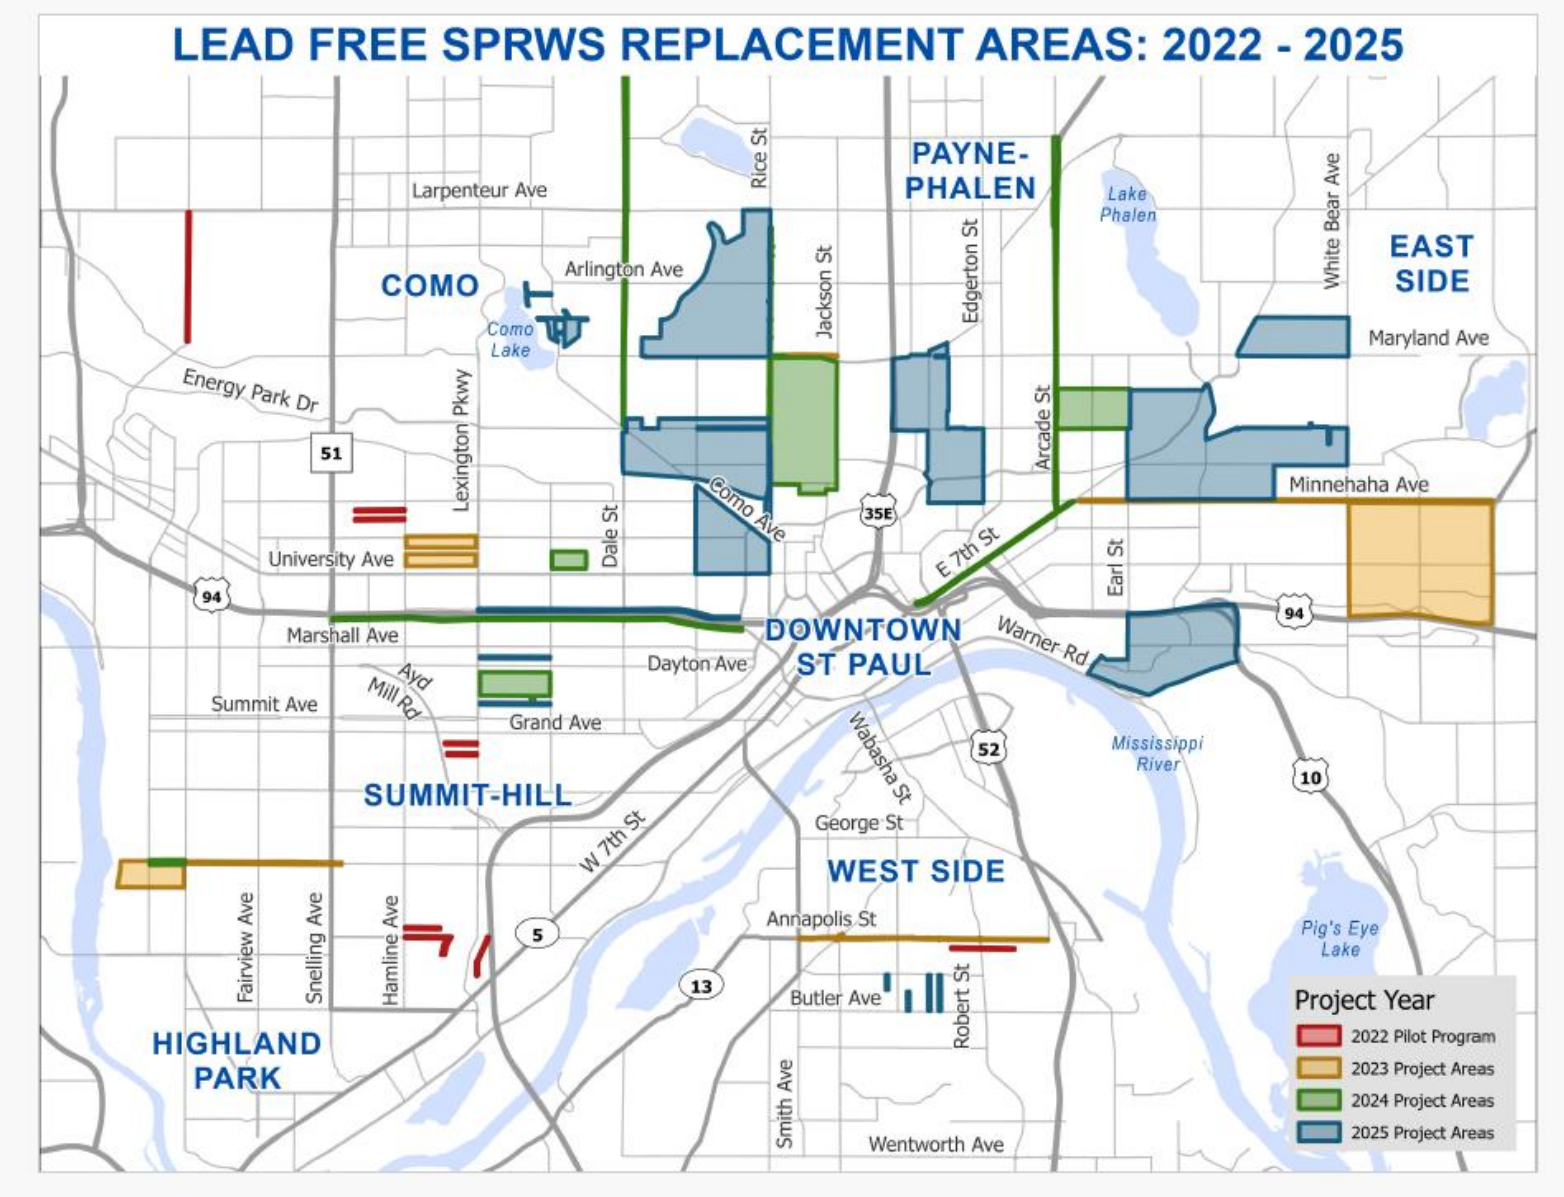 LEAD FREE SPRWS REPLACEMENT AREAS: 2022 - 2025
PAYNE-
PHALEN
Rice St
Larpenteur Ave
Lake
Phalen
White Bear Ave
EAST
SIDE
Edgerton St
Jackson St
Arlington Ave
COMO
Como
Lake
Maryland Ave
Energy Park Dr
Lexington Pkwy
Arcade St
51
Minnehaha Ave
Como Ave
35E
Dale St
E 7th St
Earl St
University Ave
94
94
Marshall Ave
DOWNTOWN
ST PAUL
Warner Rd
Dayton Ave
Ayd
Mill Rd
Summit Ave
Grand Ave
Wabasha St
52
Mississippi
River
10
SUMMIT-HILL
W 7th St
George St
WEST SIDE
Annapolis St
Fairview Ave
Snelling Ave
Hamline Ave
5
Pig's Eye
Lake
13
Butler Ave
Robert St
HIGHLAND
PARK
Smith Ave
Wentworth Ave
Project Year
2022 Pilot Program
2023 Project Areas
2024 Project Areas
2025 Project Areas